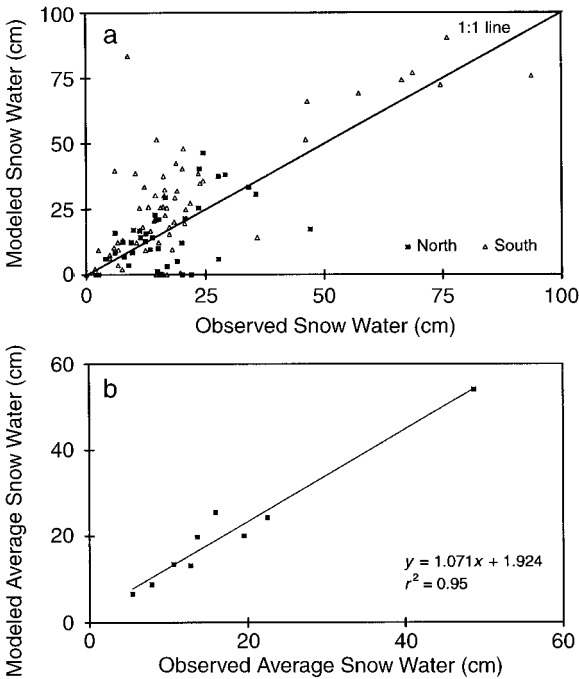 100
a
1:1 line
75
50
25
0
North
South
Modeled Snow Water (cm)
0
25
50
75
100
Observed Snow Water (cm)
60
b
40
20
0
y = 1.071x + 1.924
r² = 0.95
Modeled Average Snow Water (cm)
0
20
40
60
Observed Average Snow Water (cm)